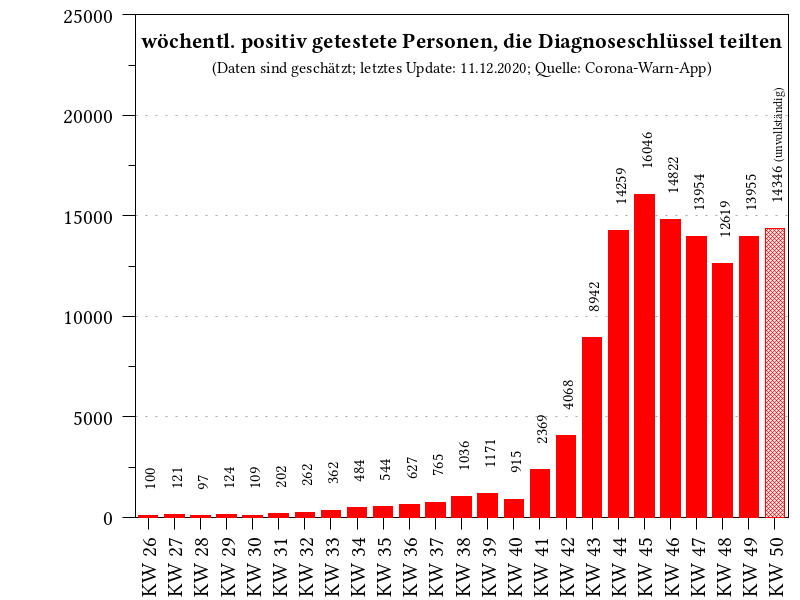 wöchentl. positiv getestete Personen, die Diagnoseschlüssel teilten
(Daten sind geschätzt; letztes Update: 11.12.2020; Quelle: Corona-Warn-App)
25000
20000
15000
10000
5000
0
100
121
97
124
109
202
262
362
484
544
627
765
1036
1171
915
2369
4068
8942
14259
16046
14822
13954
12619
13955
14346 (unvollständig)
KW 26
KW 27
KW 28
KW 29
KW 30
KW 31
KW 32
KW 33
KW 34
KW 35
KW 36
KW 37
KW 38
KW 39
KW 40
KW 41
KW 42
KW 43
KW 44
KW 45
KW 46
KW 47
KW 48
KW 49
KW 50